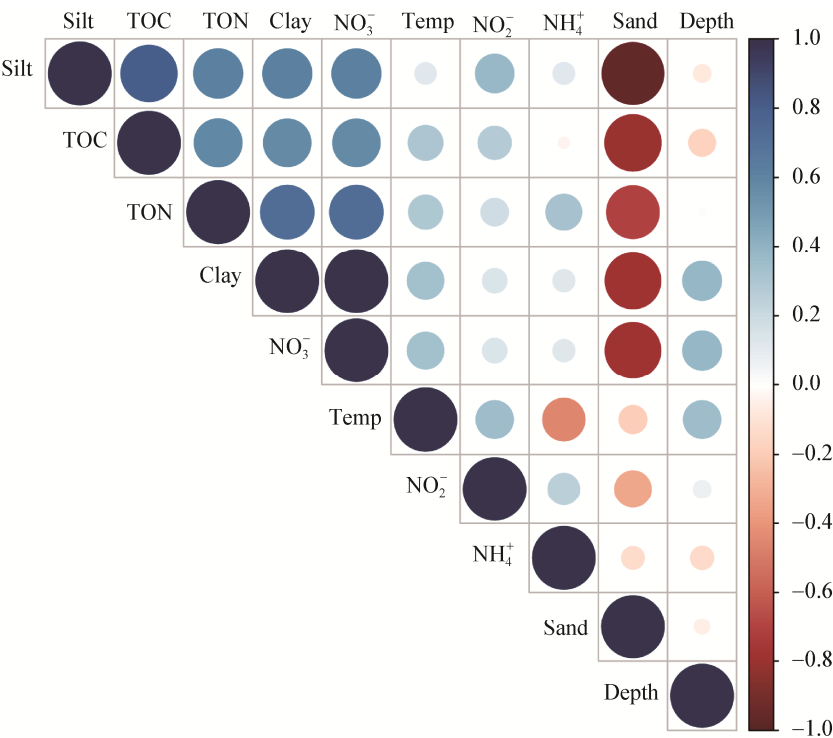 Silt TOC TON Clay NO₃⁻ Temp NO₂⁻ NH₄⁺ Sand Depth
Silt
TOC
TON
Clay
NO₃⁻
Temp
NO₂⁻
NH₄⁺
Sand
Depth
1.0
0.8
0.6
0.4
0.2
0.0
−0.2
−0.4
−0.6
−0.8
−1.0